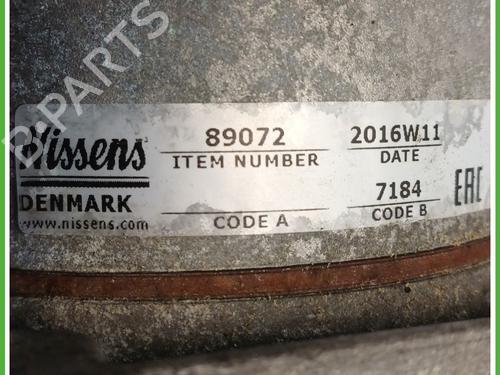 B-PARTS
Nissens
DENMARK
www.nissens.com
89072
ITEM NUMBER
CODE A
2016W11
DATE
7184
CODE B
EAC